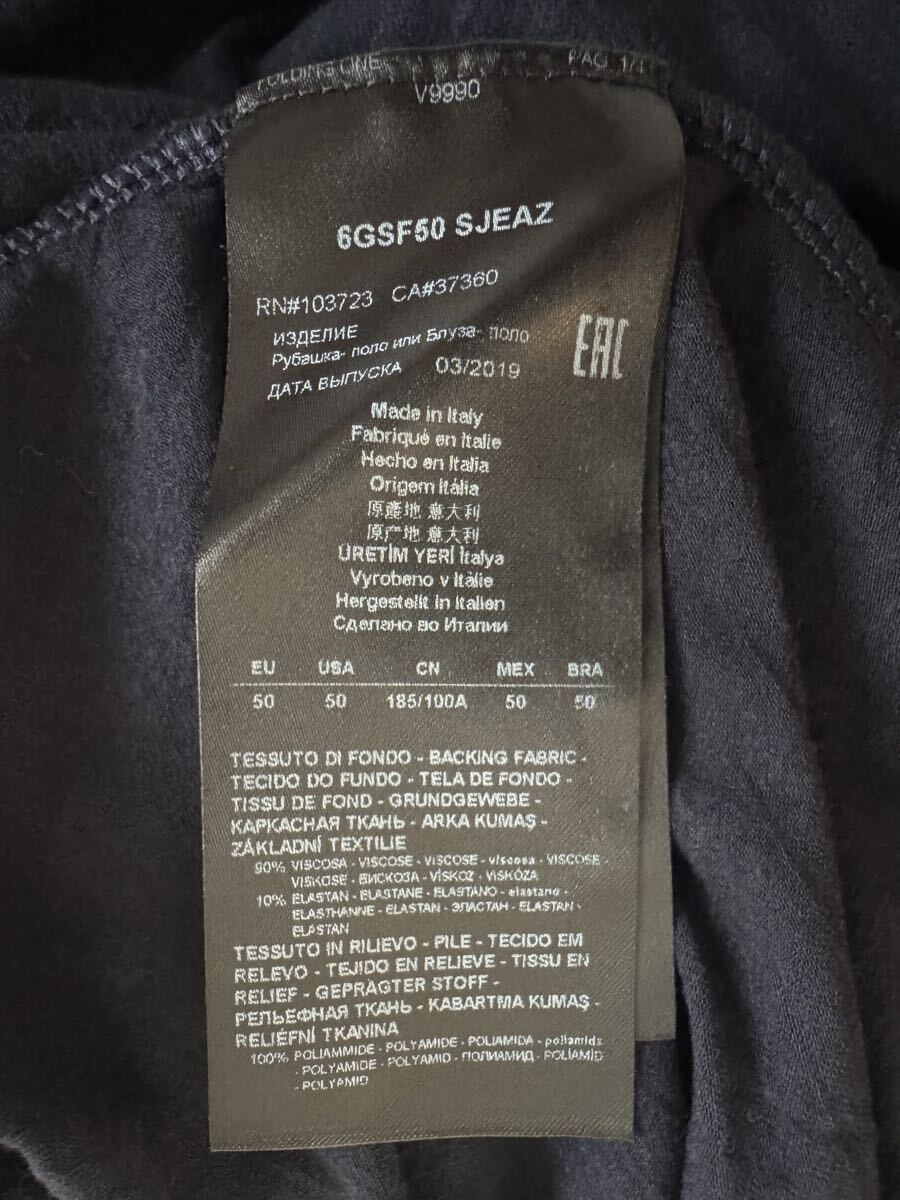 FOLDING LINE PAG 1/1
V9990
6GSF50 SJEAZ
RN#103723 CA#37360
ИЗДЕЛИЕ
Рубашка- поло или Блуза- поло
ДАТА ВЫПУСКА 03/2019
EAC
Made in Italy
Fabriqué en Italie
Hecho en Italia
Origem Itália
原產地 意大利
原产地 意大利
ÜRETİM YERİ İtalya
Vyrobeno v Itálie
Hergestellt in Italien
Сделано во Италии
EU USA CN MEX BRA
50 50 185/100A 50 50
TESSUTO DI FONDO - BACKING FABRIC -
TECIDO DO FUNDO - TELA DE FONDO -
TISSU DE FOND - GRUNDGEWEBE -
КАРКАСНАЯ ТКАНЬ - ARKA KUMAŞ -
ZÁKLADNÍ TEXTILIE
90% VISCOSA - VISCOSE - VISCOSE - viscosa - VISCOSE -
VISKOSE - ВИСКОЗА - VİSKOZ - VISKÓZA
10% ELASTAN - ELASTANE - ELASTANO - elastano -
ELASTHANNE - ELASTAN - ЭЛАСТАН - ELASTAN -
ELASTAN
TESSUTO IN RILIEVO - PILE - TECIDO EM
RELEVO - TEJIDO EN RELIEVE - TISSU EN
RELIEF - GEPRÄGTER STOFF -
РЕЛЬЕФНАЯ ТКАНЬ - KABARTMA KUMAŞ -
RELIÉFNÍ TKANINA
100% POLIAMMIDE - POLYAMIDE - POLIAMIDA - poliamida
- POLYAMIDE - POLYAMID - ПОЛИАМИД - POLİAMİD
- POLYAMID